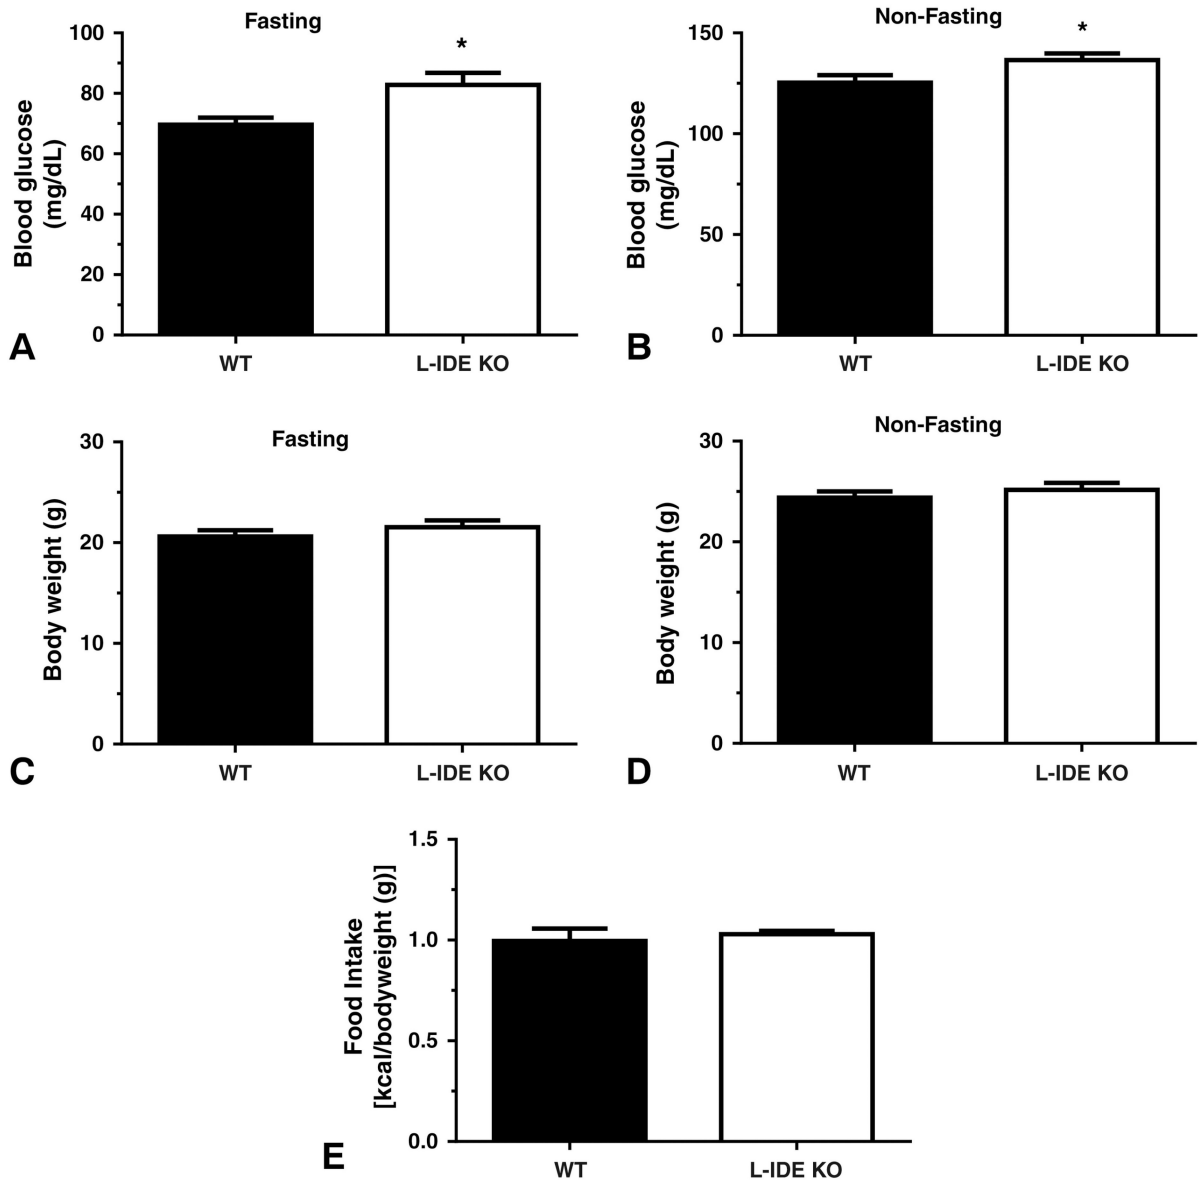 Fasting
*
100
80
60
40
20
0
Blood glucose
(mg/dL)
WT
L-IDE KO
A
Non-Fasting
*
150
100
50
0
Blood glucose
(mg/dL)
WT
L-IDE KO
B
Fasting
30
20
10
0
Body weight (g)
WT
L-IDE KO
C
Non-Fasting
30
20
10
0
Body weight (g)
WT
L-IDE KO
D
1.5
1.0
0.5
0.0
Food Intake
[kcal/bodyweight (g)]
WT
L-IDE KO
E